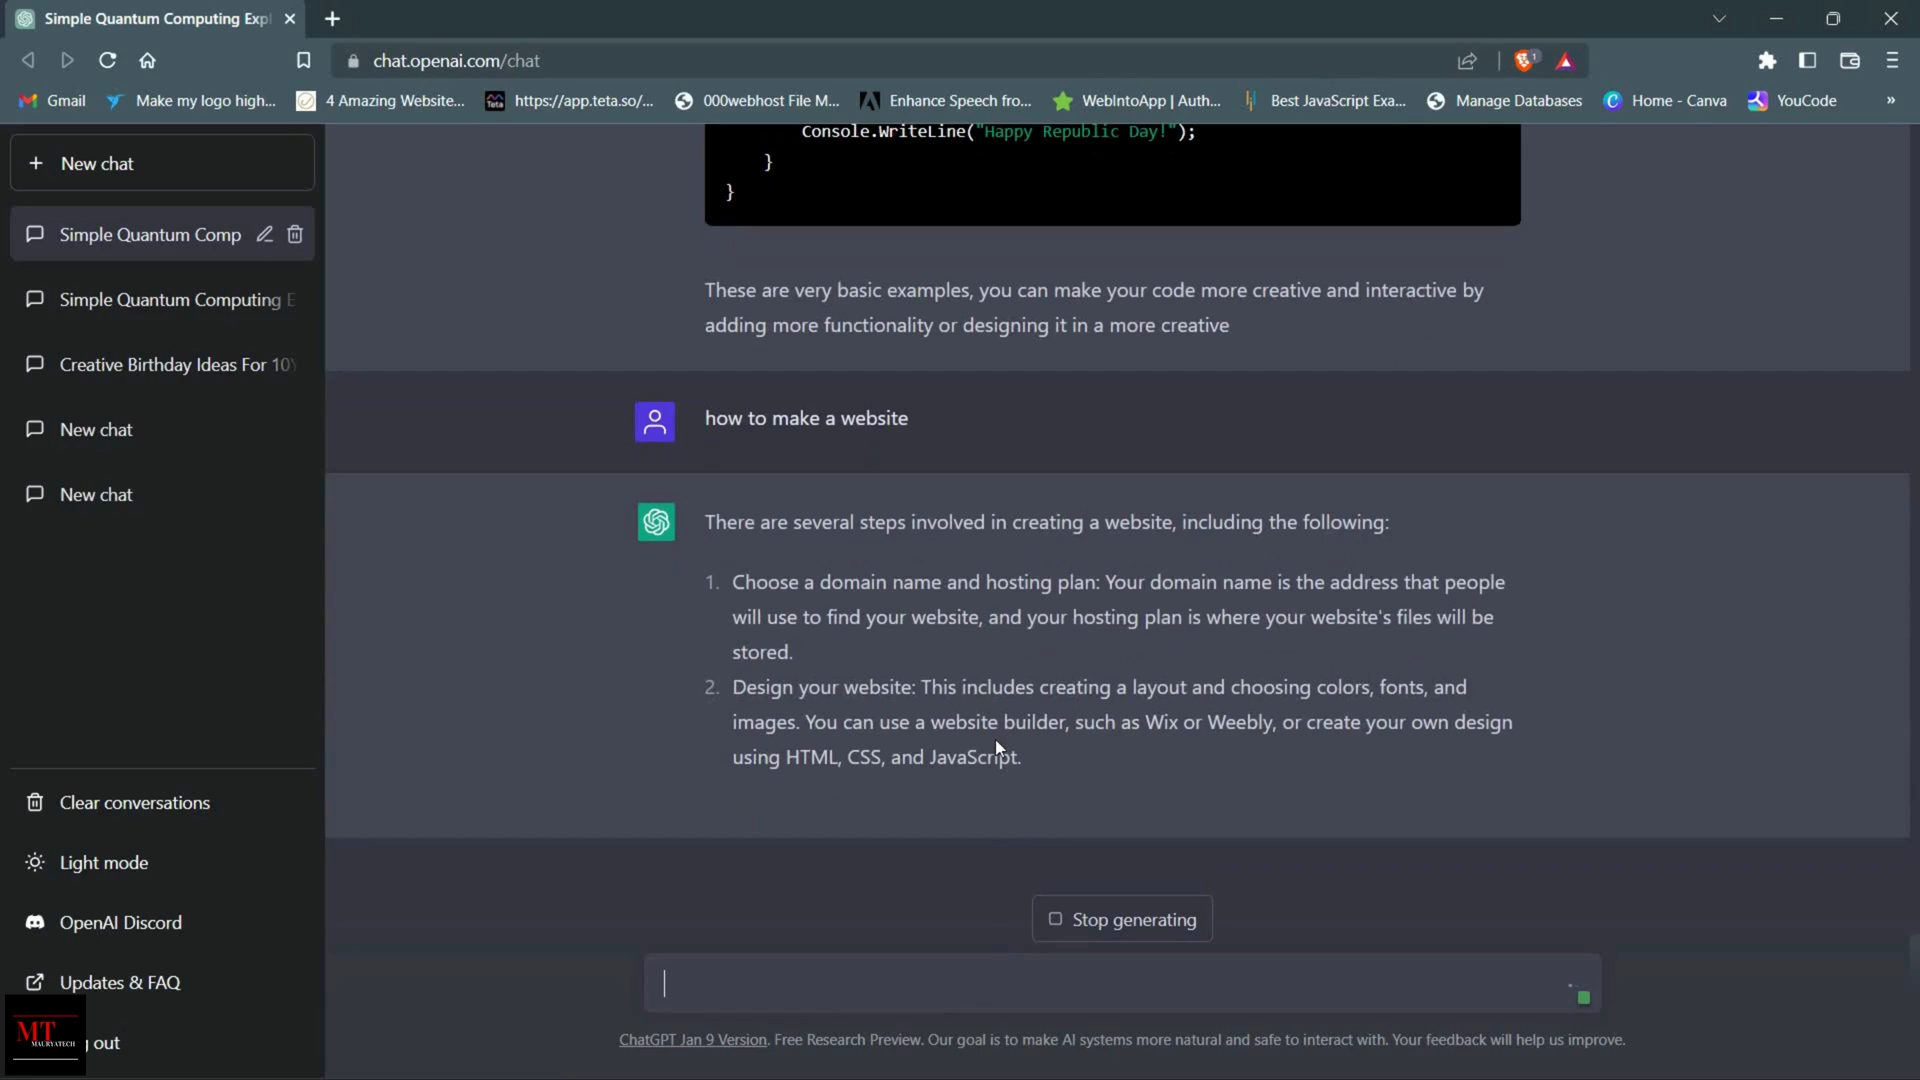 Simple Quantum Computing Expl
chat.openai.com/chat
1
Gmail
Make my logo high...
4 Amazing Website...
Teta
https://app.teta.so/...
000webhost File M...
Enhance Speech fro...
WebIntoApp | Auth...
Best JavaScript Exa...
Manage Databases
Home - Canva
YouCode
»
New chat
Simple Quantum Comp
Simple Quantum Computing E
Creative Birthday Ideas For 10Y
New chat
New chat
Clear conversations
Light mode
OpenAI Discord
Updates & FAQ
MT
MAURYATECH
g out
Console.WriteLine("Happy Republic Day!");
}
}
These are very basic examples, you can make your code more creative and interactive by
adding more functionality or designing it in a more creative
how to make a website
There are several steps involved in creating a website, including the following:
1. Choose a domain name and hosting plan: Your domain name is the address that people
will use to find your website, and your hosting plan is where your website's files will be
stored.
2. Design your website: This includes creating a layout and choosing colors, fonts, and
images. You can use a website builder, such as Wix or Weebly, or create your own design
using HTML, CSS, and JavaScript.
Stop generating
ChatGPT Jan 9 Version. Free Research Preview. Our goal is to make AI systems more natural and safe to interact with. Your feedback will help us improve.